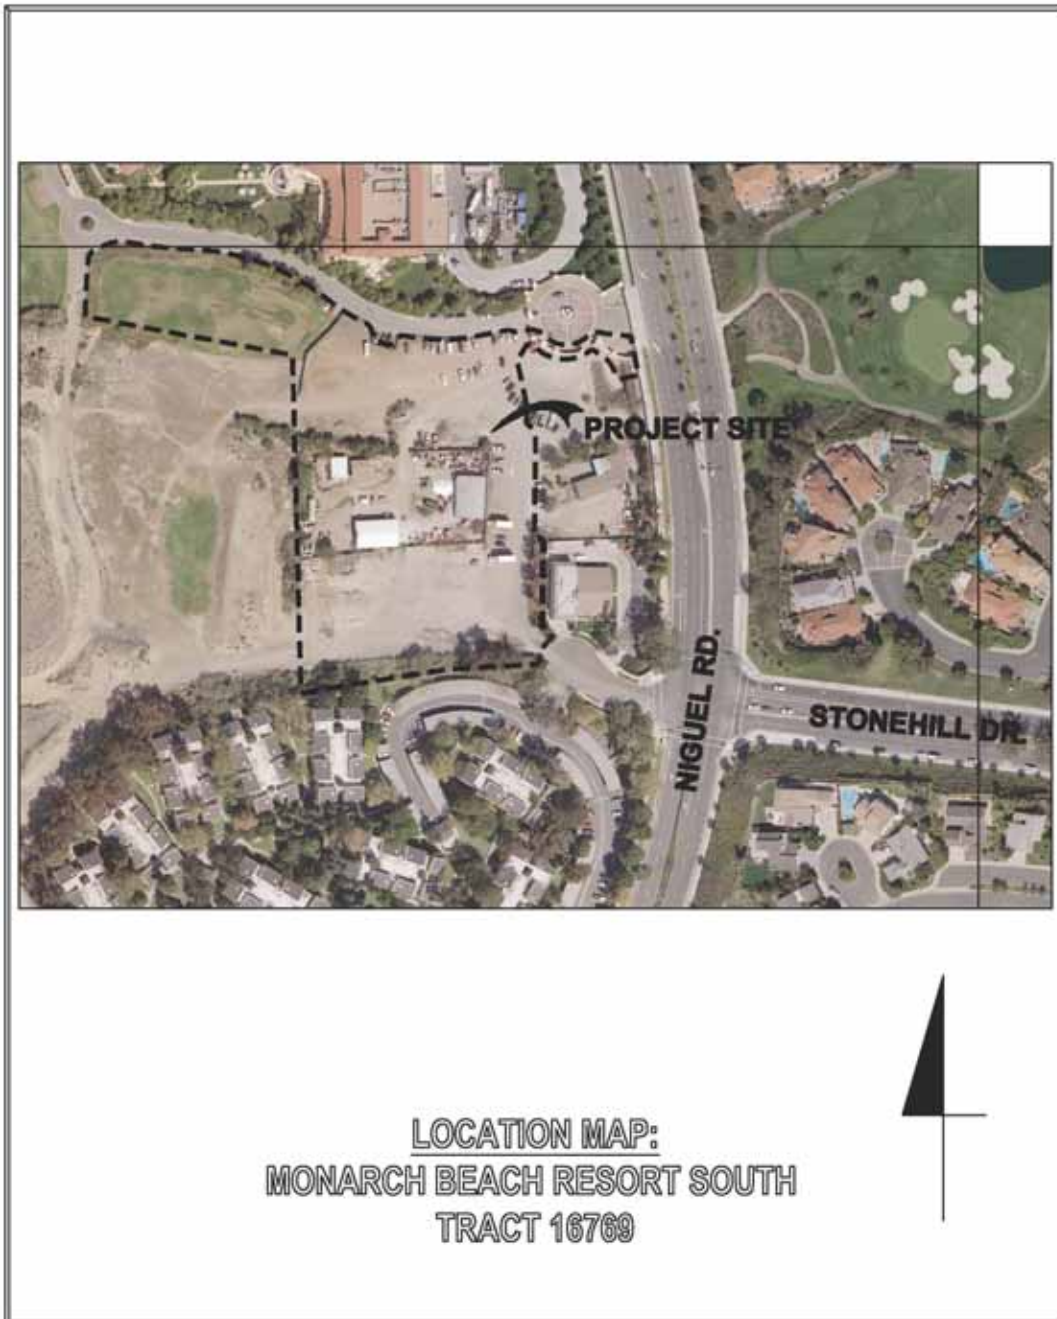 PROJECT SITE
NIGUEL RD.
STONEHILL DR.
LOCATION MAP:
MONARCH BEACH RESORT SOUTH
TRACT 16769